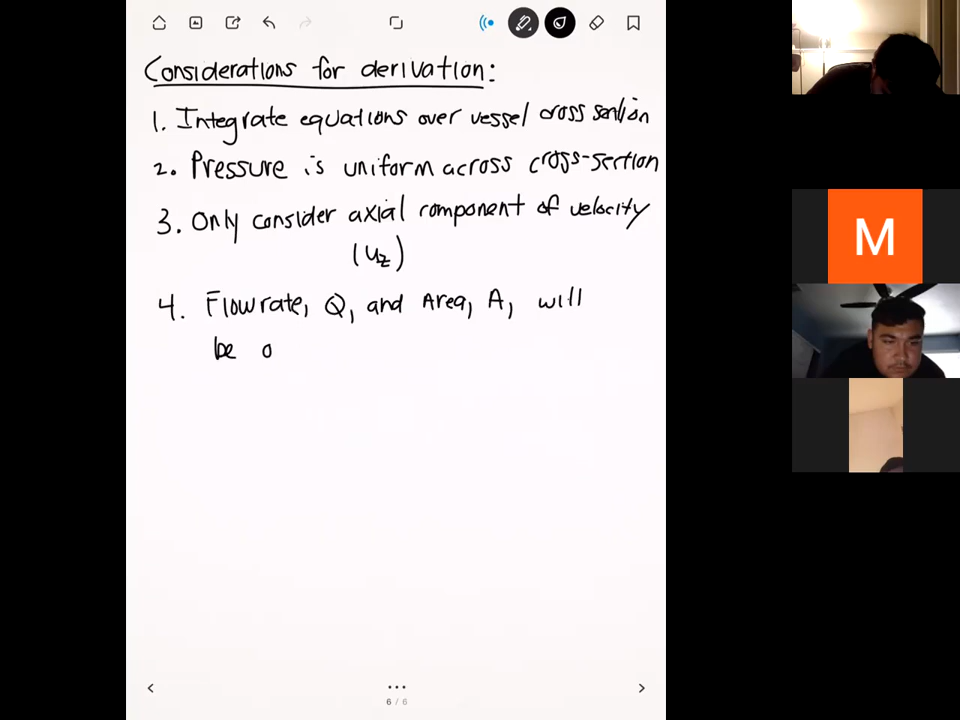 Considerations for derivation:
1. Integrate equations over vessel cross section
2. Pressure is uniform across cross-section
3. Only consider axial component of velocity
(uz)
4. Flowrate, Q, and Area, A, will
be o
6 / 6
M